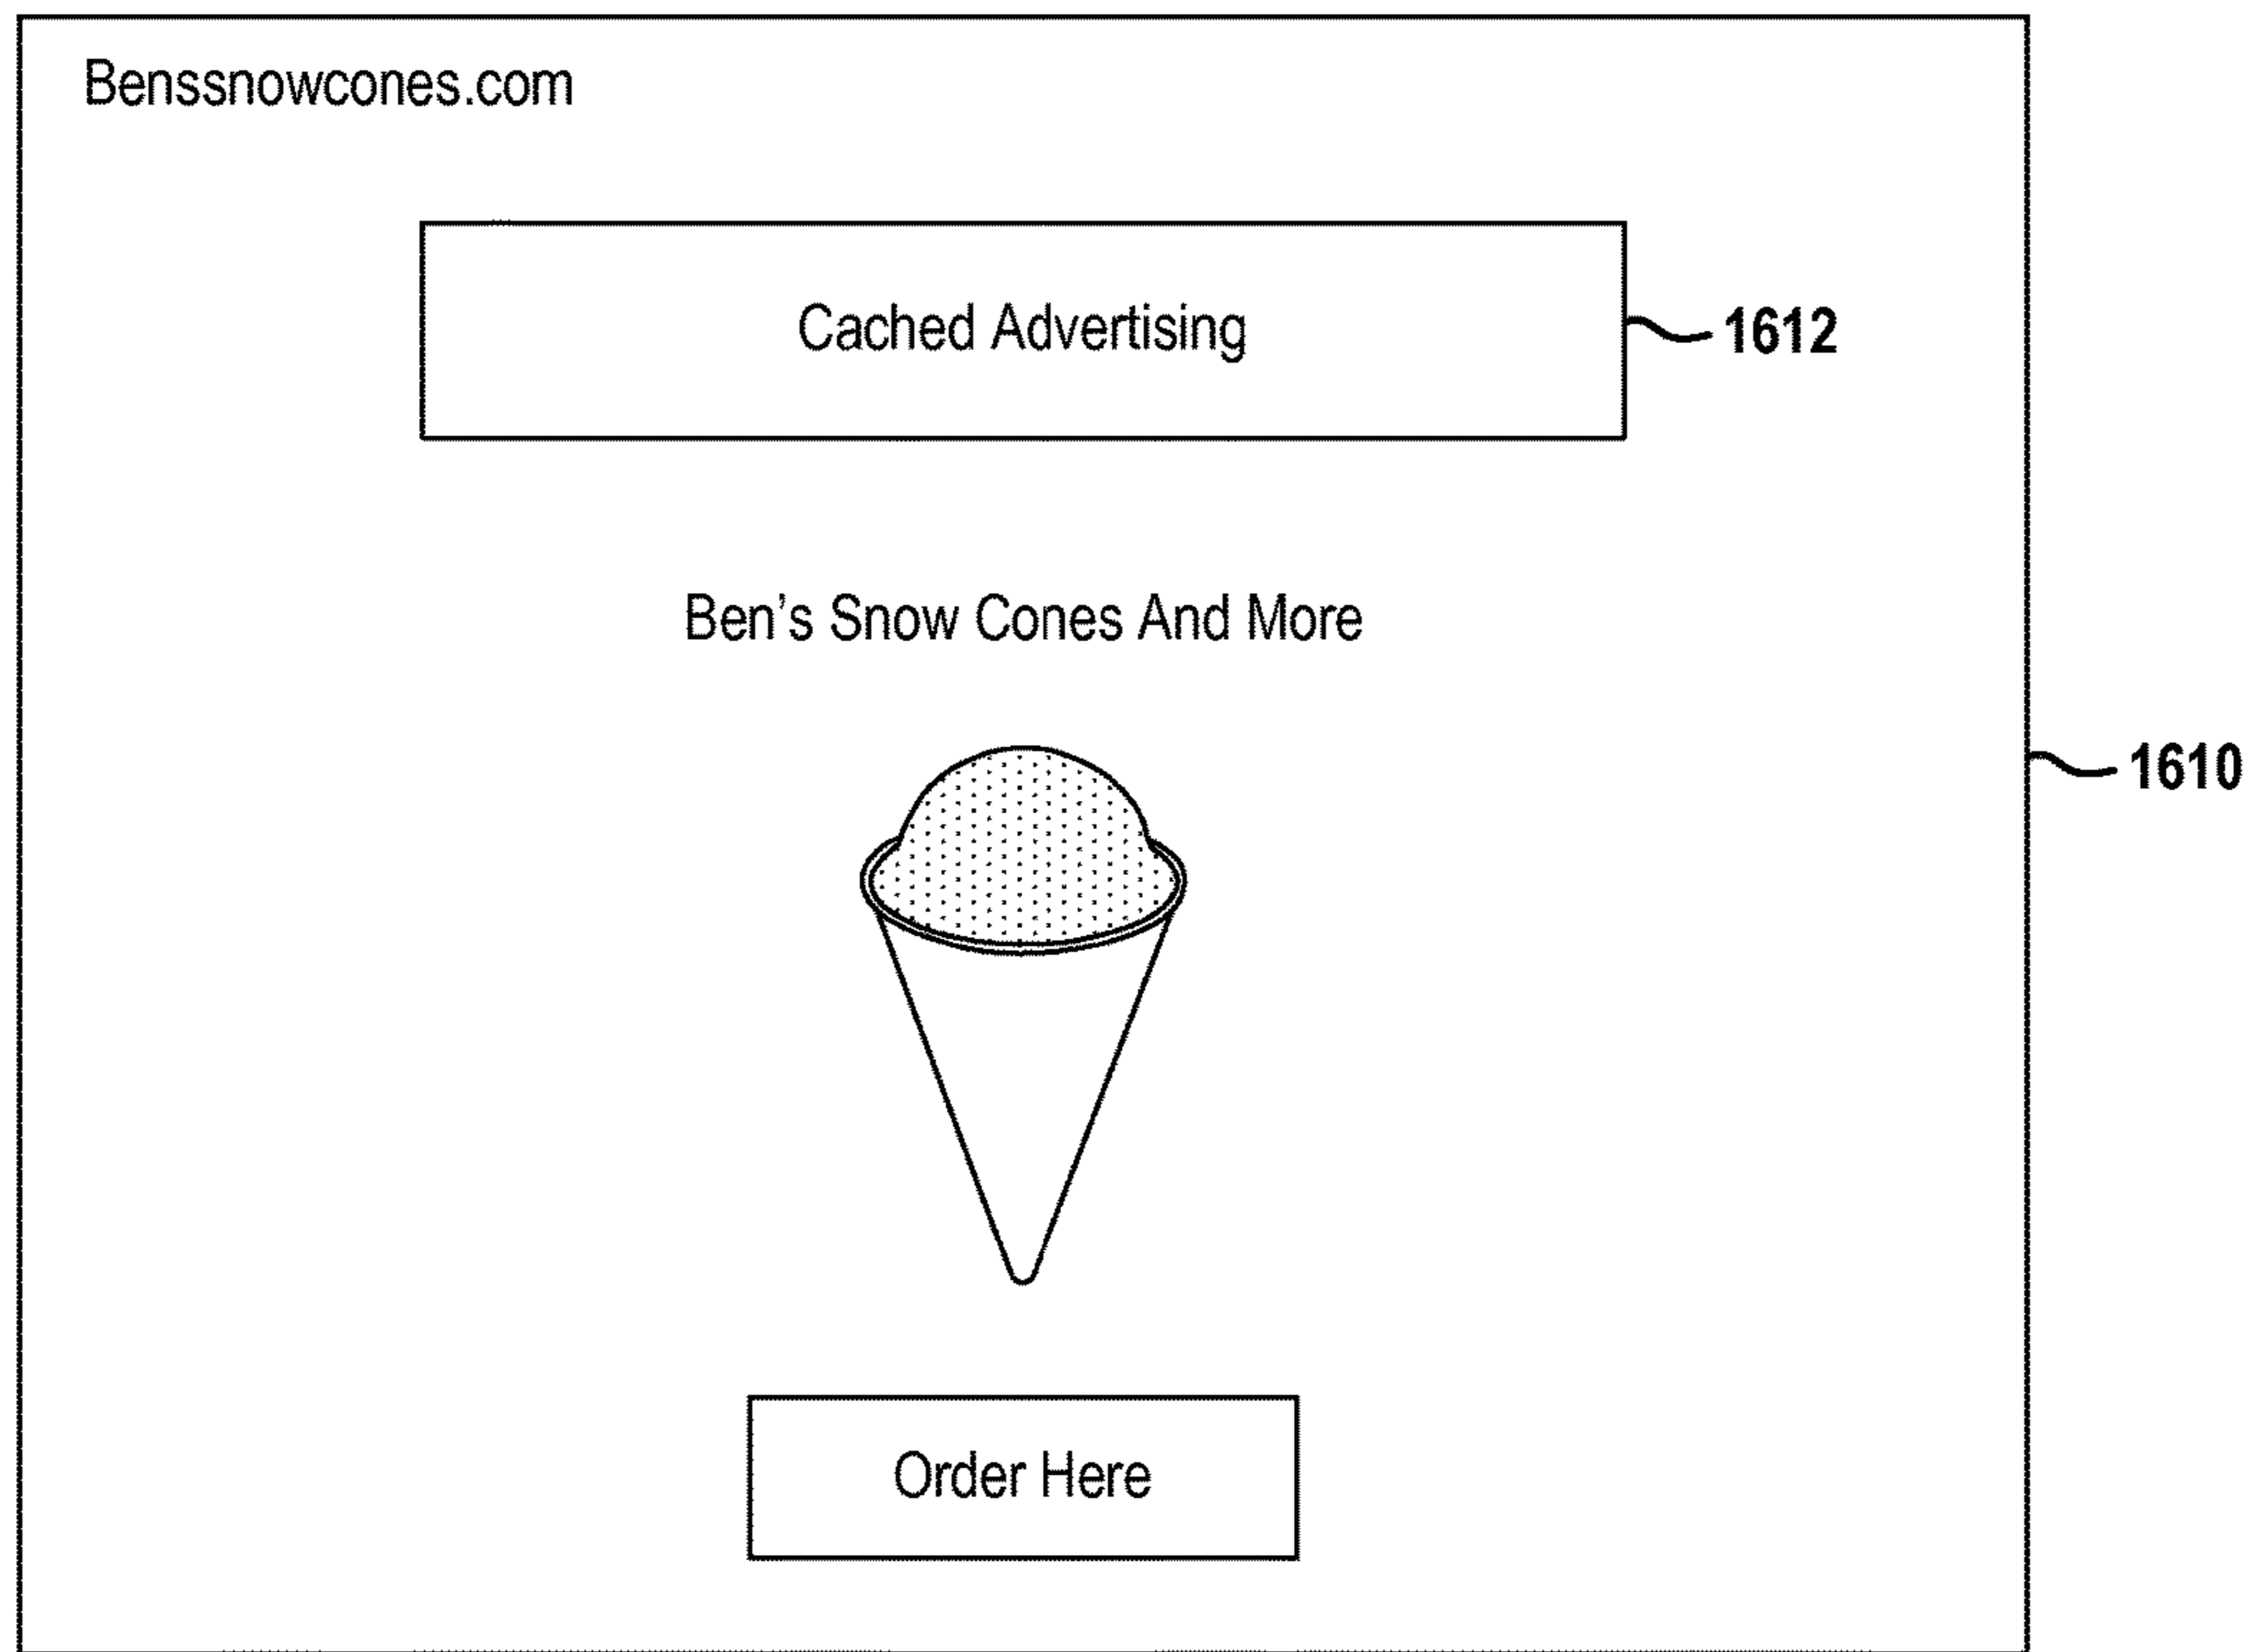 Benssnowcones.com
Cached Advertising
1612
Ben's Snow Cones And More
1610
Order Here